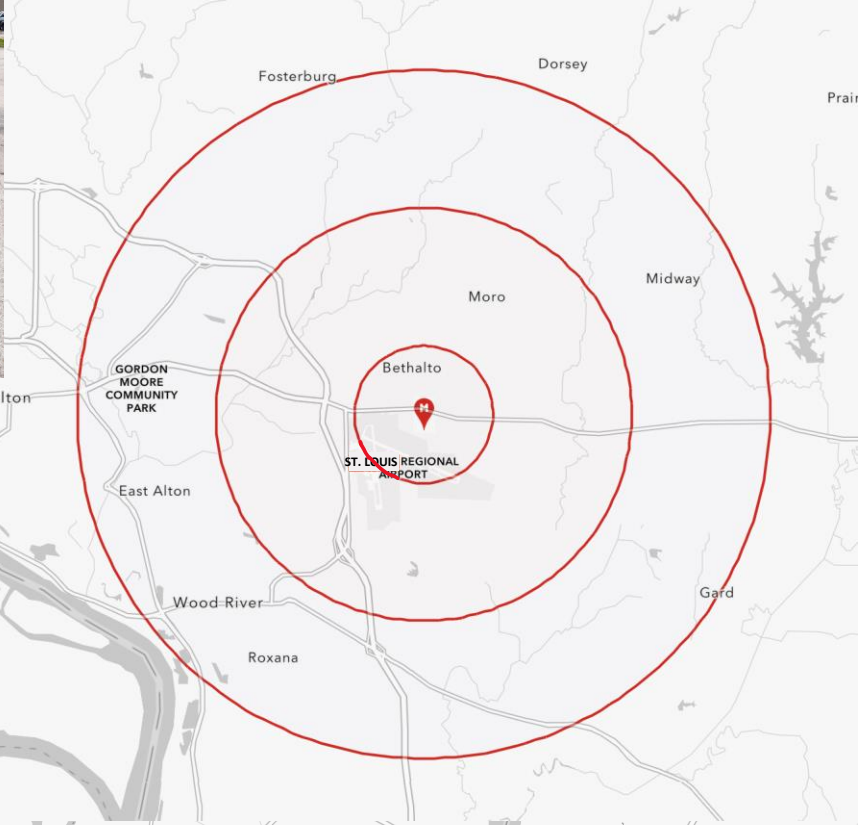 Dorsey
Fosterburg
Prair
Midway
Moro
Bethalto
GORDON
MOORE
COMMUNITY
PARK
lton
ST. LOUIS REGIONAL
AIRPORT
East Alton
Gard
Wood River
Roxana